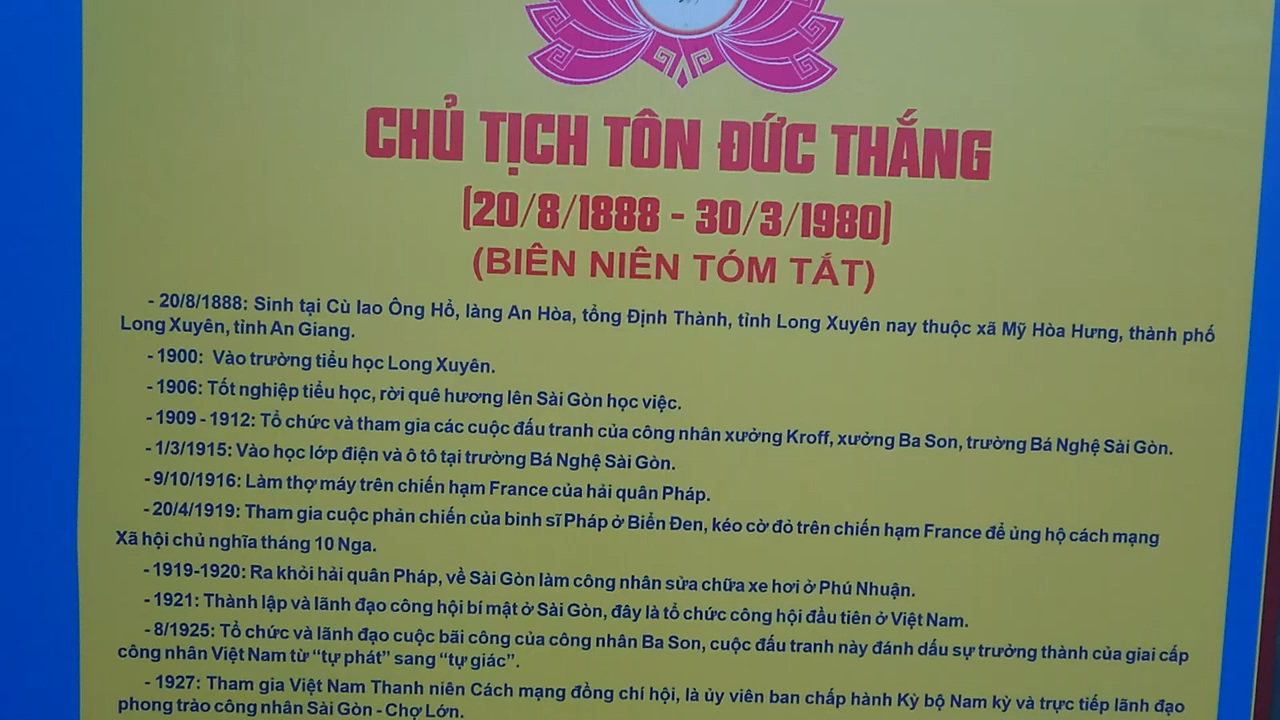 CHỦ TỊCH TÔN ĐỨC THẮNG
(20/8/1888 - 30/3/1980)
(BIÊN NIÊN TÓM TẮT)
- 20/8/1888: Sinh tại Cù lao Ông Hổ, làng An Hòa, tổng Định Thành, tỉnh Long Xuyên nay thuộc xã Mỹ Hòa Hưng, thành phố
Long Xuyên, tỉnh An Giang.
- 1900: Vào trường tiểu học Long Xuyên.
- 1906: Tốt nghiệp tiểu học, rời quê hương lên Sài Gòn học việc.
- 1909 - 1912: Tổ chức và tham gia các cuộc đấu tranh của công nhân xưởng Kroff, xưởng Ba Son, trường Bá Nghệ Sài Gòn.
- 1/3/1915: Vào học lớp điện và ô tô tại trường Bá Nghệ Sài Gòn.
- 9/10/1916: Làm thợ máy trên chiến hạm France của hải quân Pháp.
- 20/4/1919: Tham gia cuộc phản chiến của binh sĩ Pháp ở Biển Đen, kéo cờ đỏ trên chiến hạm France để ủng hộ cách mạng
Xã hội chủ nghĩa tháng 10 Nga.
- 1919-1920: Ra khỏi hải quân Pháp, về Sài Gòn làm công nhân sửa chữa xe hơi ở Phú Nhuận.
- 1921: Thành lập và lãnh đạo công hội bí mật ở Sài Gòn, đây là tổ chức công hội đầu tiên ở Việt Nam.
- 8/1925: Tổ chức và lãnh đạo cuộc bãi công của công nhân Ba Son, cuộc đấu tranh này đánh dấu sự trưởng thành của giai cấp
công nhân Việt Nam từ “tự phát” sang “tự giác”.
- 1927: Tham gia Việt Nam Thanh niên Cách mạng đồng chí hội, là ủy viên ban chấp hành Kỳ bộ Nam kỳ và trực tiếp lãnh đạo
phong trào công nhân Sài Gòn - Chợ Lớn.